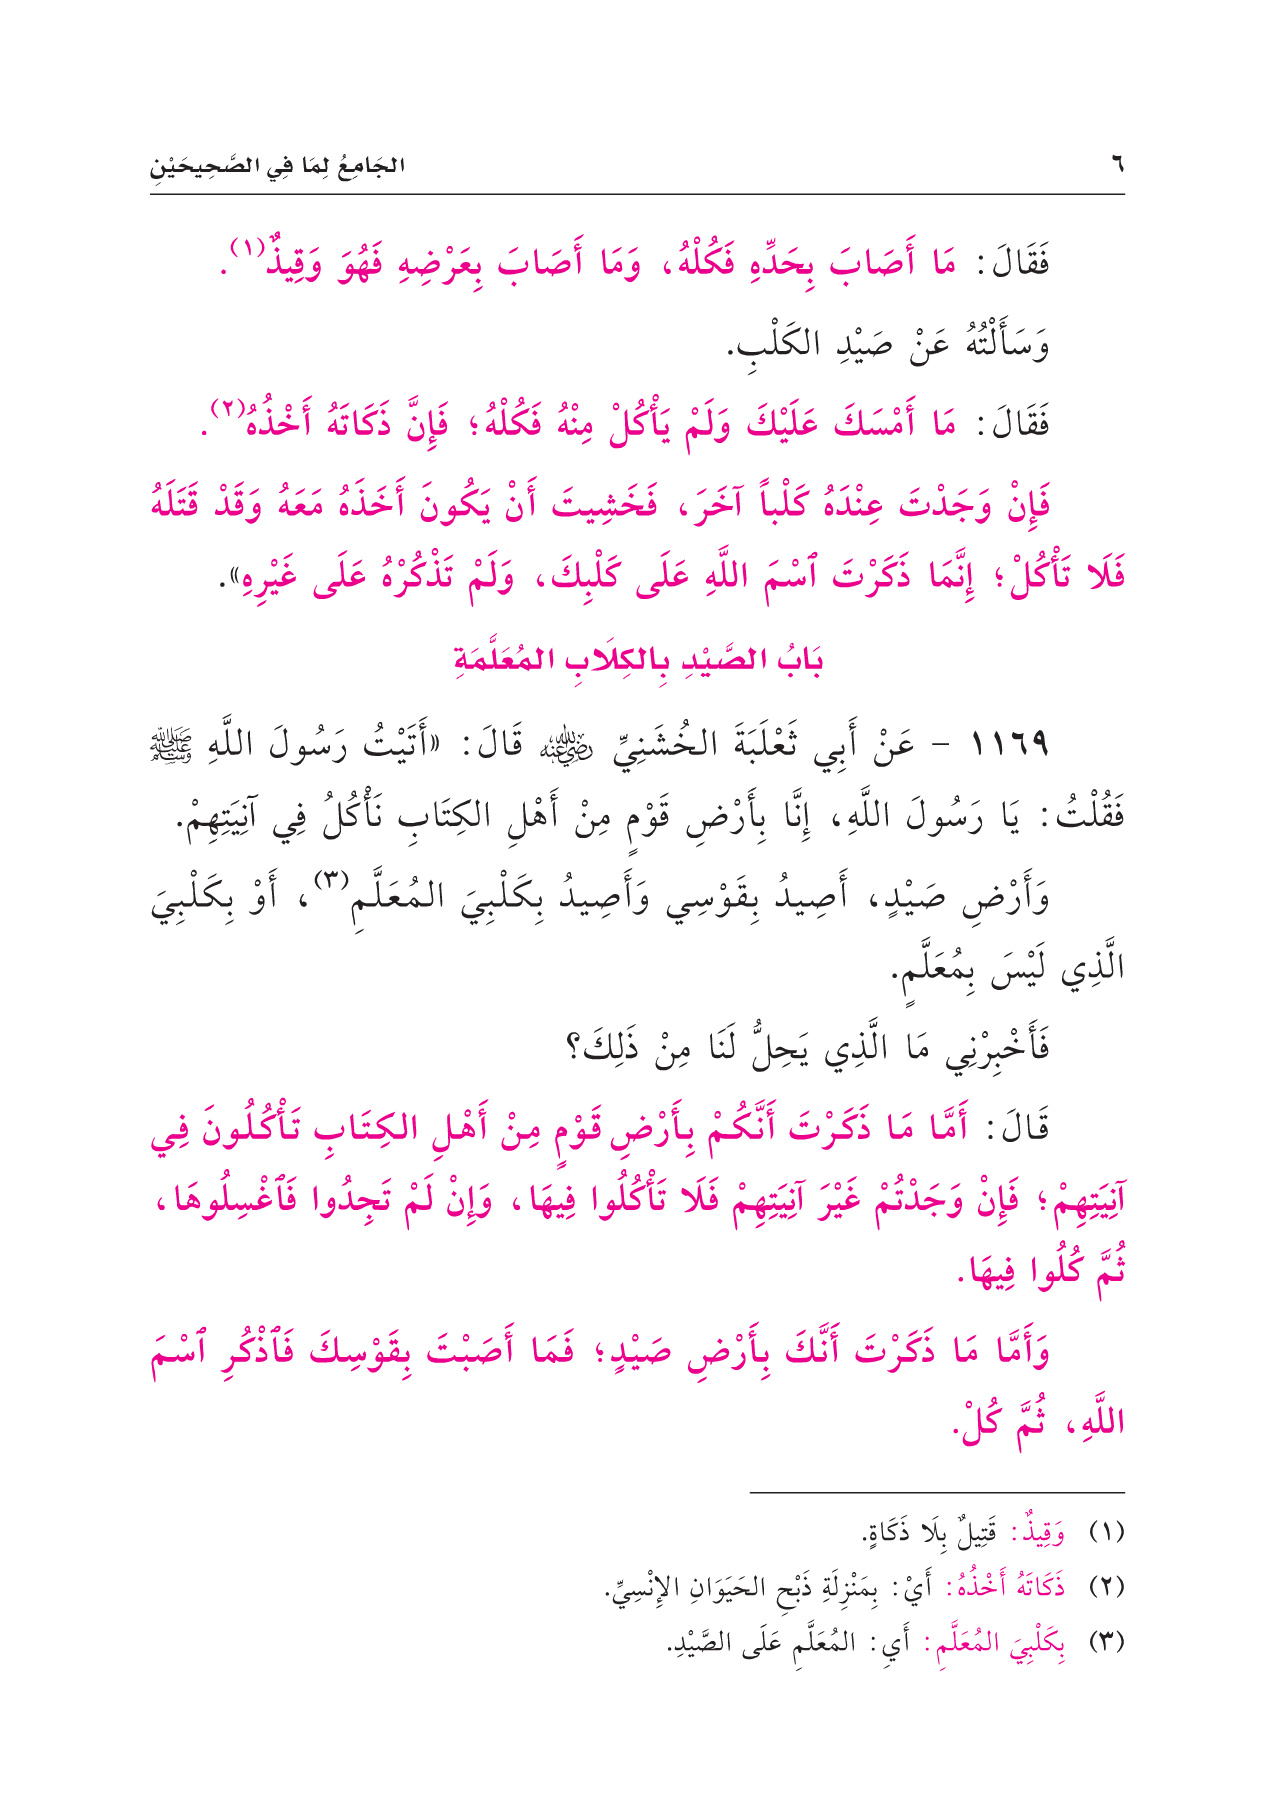 ٦ الجَامِعُ لِمَا فِي الصَّحِيحَيْنِ
فَقَالَ: مَا أَصَابَ بِحَدِّهِ فَكُلْهُ، وَمَا أَصَابَ بِعَرْضِهِ فَهُوَ وَقِيذٌ(١).
وَسَأَلْتُهُ عَنْ صَيْدِ الكَلْبِ.
فَقَالَ: مَا أَمْسَكَ عَلَيْكَ وَلَمْ يَأْكُلْ مِنْهُ فَكُلْهُ؛ فَإِنَّ ذَكَاتَهُ أَخْذُهُ(٢).
فَإِنْ وَجَدْتَ عِنْدَهُ كَلْباً آخَرَ، فَخَشِيتَ أَنْ يَكُونَ أَخَذَهُ مَعَهُ وَقَدْ قَتَلَهُ
فَلَا تَأْكُلْ؛ إِنَّمَا ذَكَرْتَ ٱسْمَ اللَّهِ عَلَى كَلْبِكَ، وَلَمْ تَذْكُرْهُ عَلَى غَيْرِهِ».
بَابُ الصَّيْدِ بِالكِلَابِ المُعَلَّمَةِ
١١٦٩ - عَنْ أَبِي ثَعْلَبَةَ الخُشَنِيِّ رضي الله عنه قَالَ: «أَتَيْتُ رَسُولَ اللَّهِ ﷺ
فَقُلْتُ: يَا رَسُولَ اللَّهِ، إِنَّا بِأَرْضِ قَوْمٍ مِنْ أَهْلِ الكِتَابِ نَأْكُلُ فِي آنِيَتِهِمْ.
وَأَرْضِ صَيْدٍ، أَصِيدُ بِقَوْسِي وَأَصِيدُ بِكَلْبِيَ المُعَلَّمِ(٣)، أَوْ بِكَلْبِيَ
الَّذِي لَيْسَ بِمُعَلَّمٍ.
فَأَخْبِرْنِي مَا الَّذِي يَحِلُّ لَنَا مِنْ ذَلِكَ؟
قَالَ: أَمَّا مَا ذَكَرْتَ أَنَّكُمْ بِأَرْضِ قَوْمٍ مِنْ أَهْلِ الكِتَابِ تَأْكُلُونَ فِي
آنِيَتِهِمْ؛ فَإِنْ وَجَدْتُمْ غَيْرَ آنِيَتِهِمْ فَلَا تَأْكُلُوا فِيهَا، وَإِنْ لَمْ تَجِدُوا فَٱغْسِلُوهَا،
ثُمَّ كُلُوا فِيهَا.
وَأَمَّا مَا ذَكَرْتَ أَنَّكَ بِأَرْضِ صَيْدٍ؛ فَمَا أَصَبْتَ بِقَوْسِكَ فَٱذْكُرِ ٱسْمَ
اللَّهِ، ثُمَّ كُلْ.
(١) وَقِيذٌ: قَتِيلٌ بِلَا ذَكَاةٍ.
(٢) ذَكَاتَهُ أَخْذُهُ: أَيْ: بِمَنْزِلَةِ ذَبْحِ الحَيَوَانِ الإِنْسِيِّ.
(٣) بِكَلْبِيَ المُعَلَّمِ: أَيِ: المُعَلَّمِ عَلَى الصَّيْدِ.